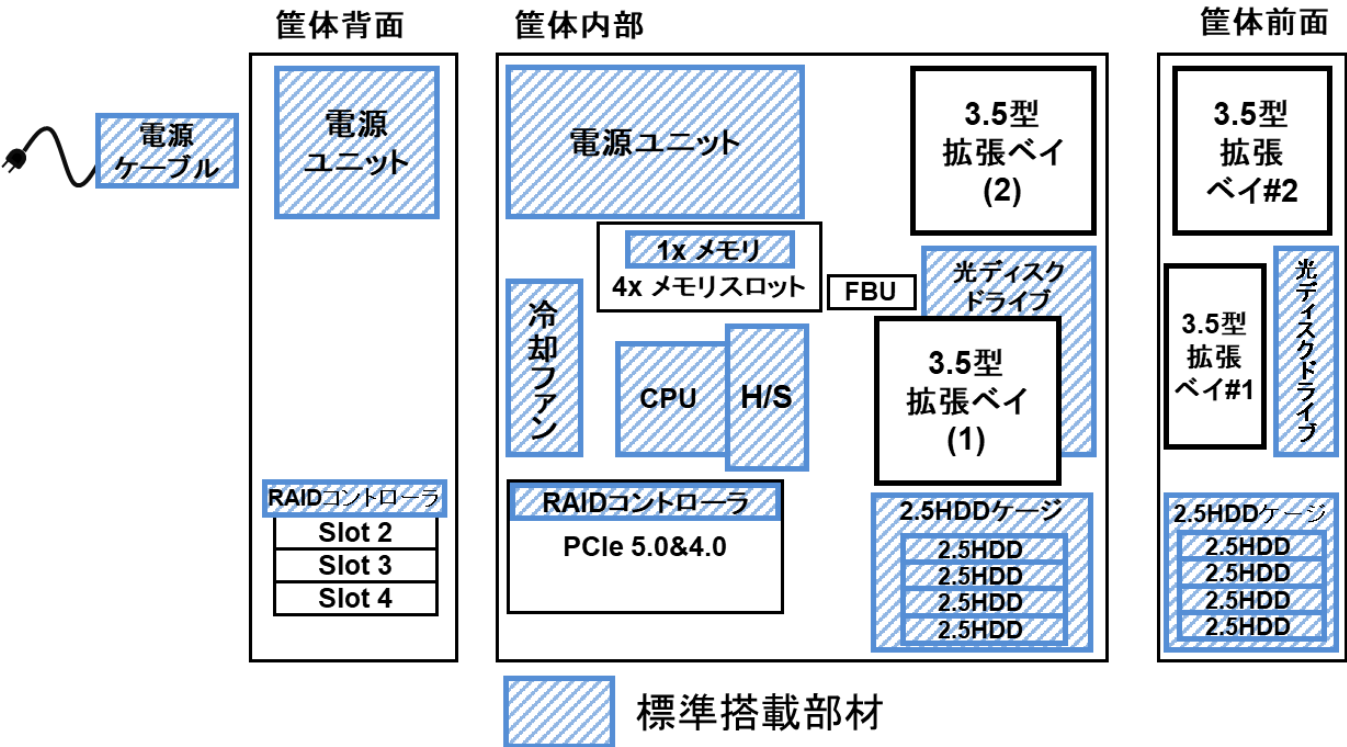 筐体背面
筐体内部
筐体前面
電源
ケーブル
電源
ユニット
RAIDコントローラ
Slot 2
Slot 3
Slot 4
電源ユニット
1x メモリ
4x メモリスロット
FBU
冷却ファン
CPU
H/S
RAIDコントローラ
PCIe 5.0&4.0
3.5型
拡張ベイ
(2)
光ディスク
ドライブ
3.5型
拡張ベイ
(1)
2.5HDDケージ
2.5HDD
2.5HDD
2.5HDD
2.5HDD
3.5型
拡張
ベイ#2
3.5型
拡張
ベイ#1
光ディスクドライブ
2.5HDDケージ
2.5HDD
2.5HDD
2.5HDD
2.5HDD
標準搭載部材